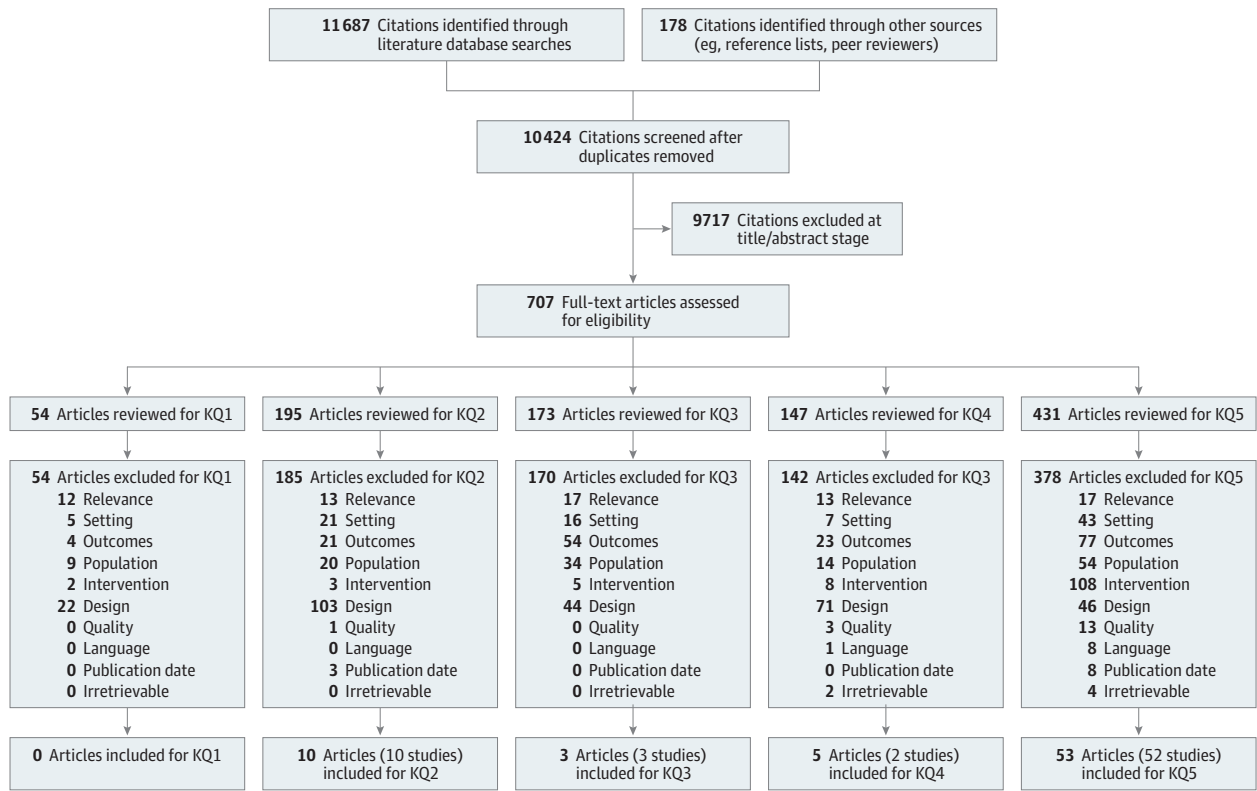 11687 Citations identified through
literature database searches
178 Citations identified through other sources
(eg, reference lists, peer reviewers)
10424 Citations screened after
duplicates removed
9717 Citations excluded at
title/abstract stage
707 Full-text articles assessed
for eligibility
54 Articles reviewed for KQ1
195 Articles reviewed for KQ2
173 Articles reviewed for KQ3
147 Articles reviewed for KQ4
431 Articles reviewed for KQ5
54 Articles excluded for KQ1
12 Relevance
5 Setting
4 Outcomes
9 Population
2 Intervention
22 Design
0 Quality
0 Language
0 Publication date
0 Irretrievable
185 Articles excluded for KQ2
13 Relevance
21 Setting
21 Outcomes
20 Population
3 Intervention
103 Design
1 Quality
0 Language
3 Publication date
0 Irretrievable
170 Articles excluded for KQ3
17 Relevance
16 Setting
54 Outcomes
34 Population
5 Intervention
44 Design
0 Quality
0 Language
0 Publication date
0 Irretrievable
142 Articles excluded for KQ3
13 Relevance
7 Setting
23 Outcomes
14 Population
8 Intervention
71 Design
3 Quality
1 Language
0 Publication date
2 Irretrievable
378 Articles excluded for KQ5
17 Relevance
43 Setting
77 Outcomes
54 Population
108 Intervention
46 Design
13 Quality
8 Language
8 Publication date
4 Irretrievable
0 Articles included for KQ1
10 Articles (10 studies)
included for KQ2
3 Articles (3 studies)
included for KQ3
5 Articles (2 studies)
included for KQ4
53 Articles (52 studies)
included for KQ5